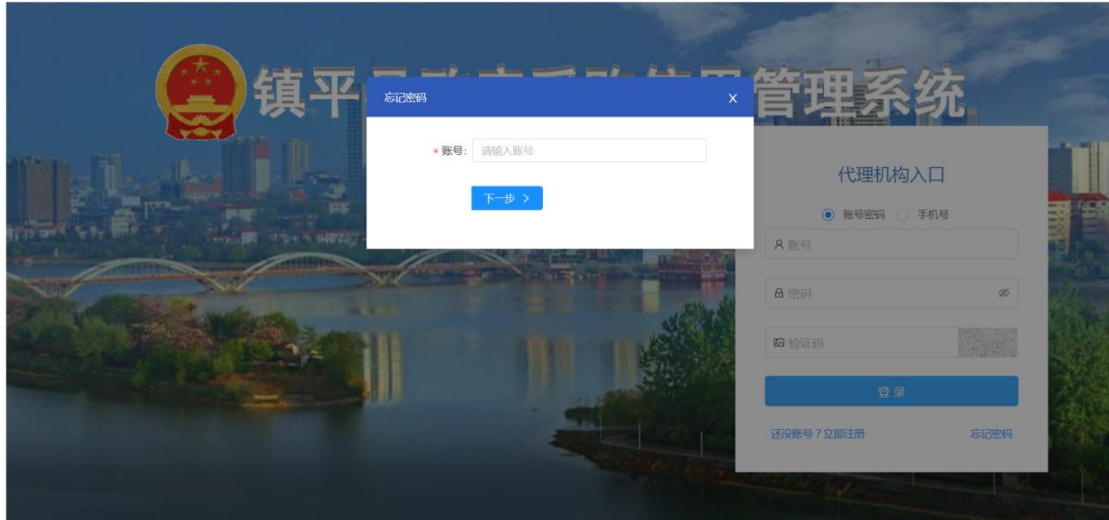 镇平
管理系统
忘记密码
X
* 账号:
请输入账号
下一步 >
代理机构入口
账号密码
手机号
账号
密码
验证码
登 录
还没账号？立即注册
忘记密码